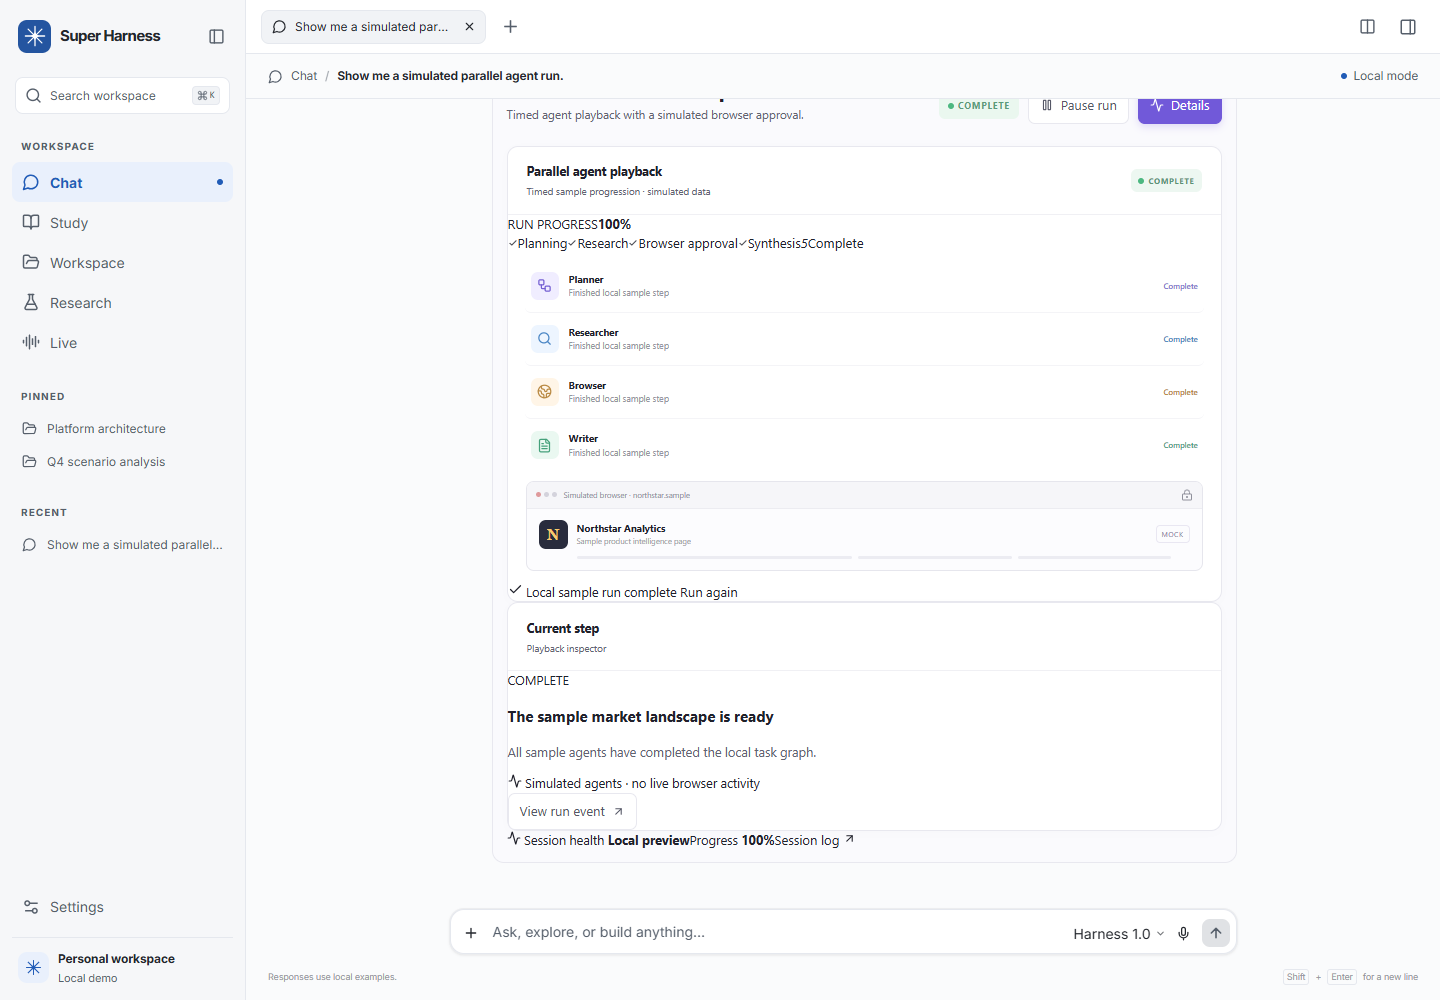 Super Harness
Search workspace
⌘K
WORKSPACE
Chat
Study
Workspace
Research
Live
PINNED
Platform architecture
Q4 scenario analysis
RECENT
Show me a simulated parallel...
Settings
Personal workspace
Local demo
Show me a simulated par...
Chat / Show me a simulated parallel agent run.
Local mode
Timed agent playback with a simulated browser approval.
COMPLETE
Pause run
Details
Parallel agent playback
Timed sample progression · simulated data
COMPLETE
RUN PROGRESS100%
✓Planning✓Research✓Browser approval✓Synthesis5Complete
Planner
Finished local sample step
Complete
Researcher
Finished local sample step
Complete
Browser
Finished local sample step
Complete
Writer
Finished local sample step
Complete
Simulated browser · northstar.sample
N
Northstar Analytics
Sample product intelligence page
MOCK
Local sample run complete Run again
Current step
Playback inspector
COMPLETE
The sample market landscape is ready
All sample agents have completed the local task graph.
Simulated agents · no live browser activity
View run event
Session health Local previewProgress 100%Session log
Ask, explore, or build anything...
Harness 1.0
Responses use local examples.
Shift + Enter for a new line